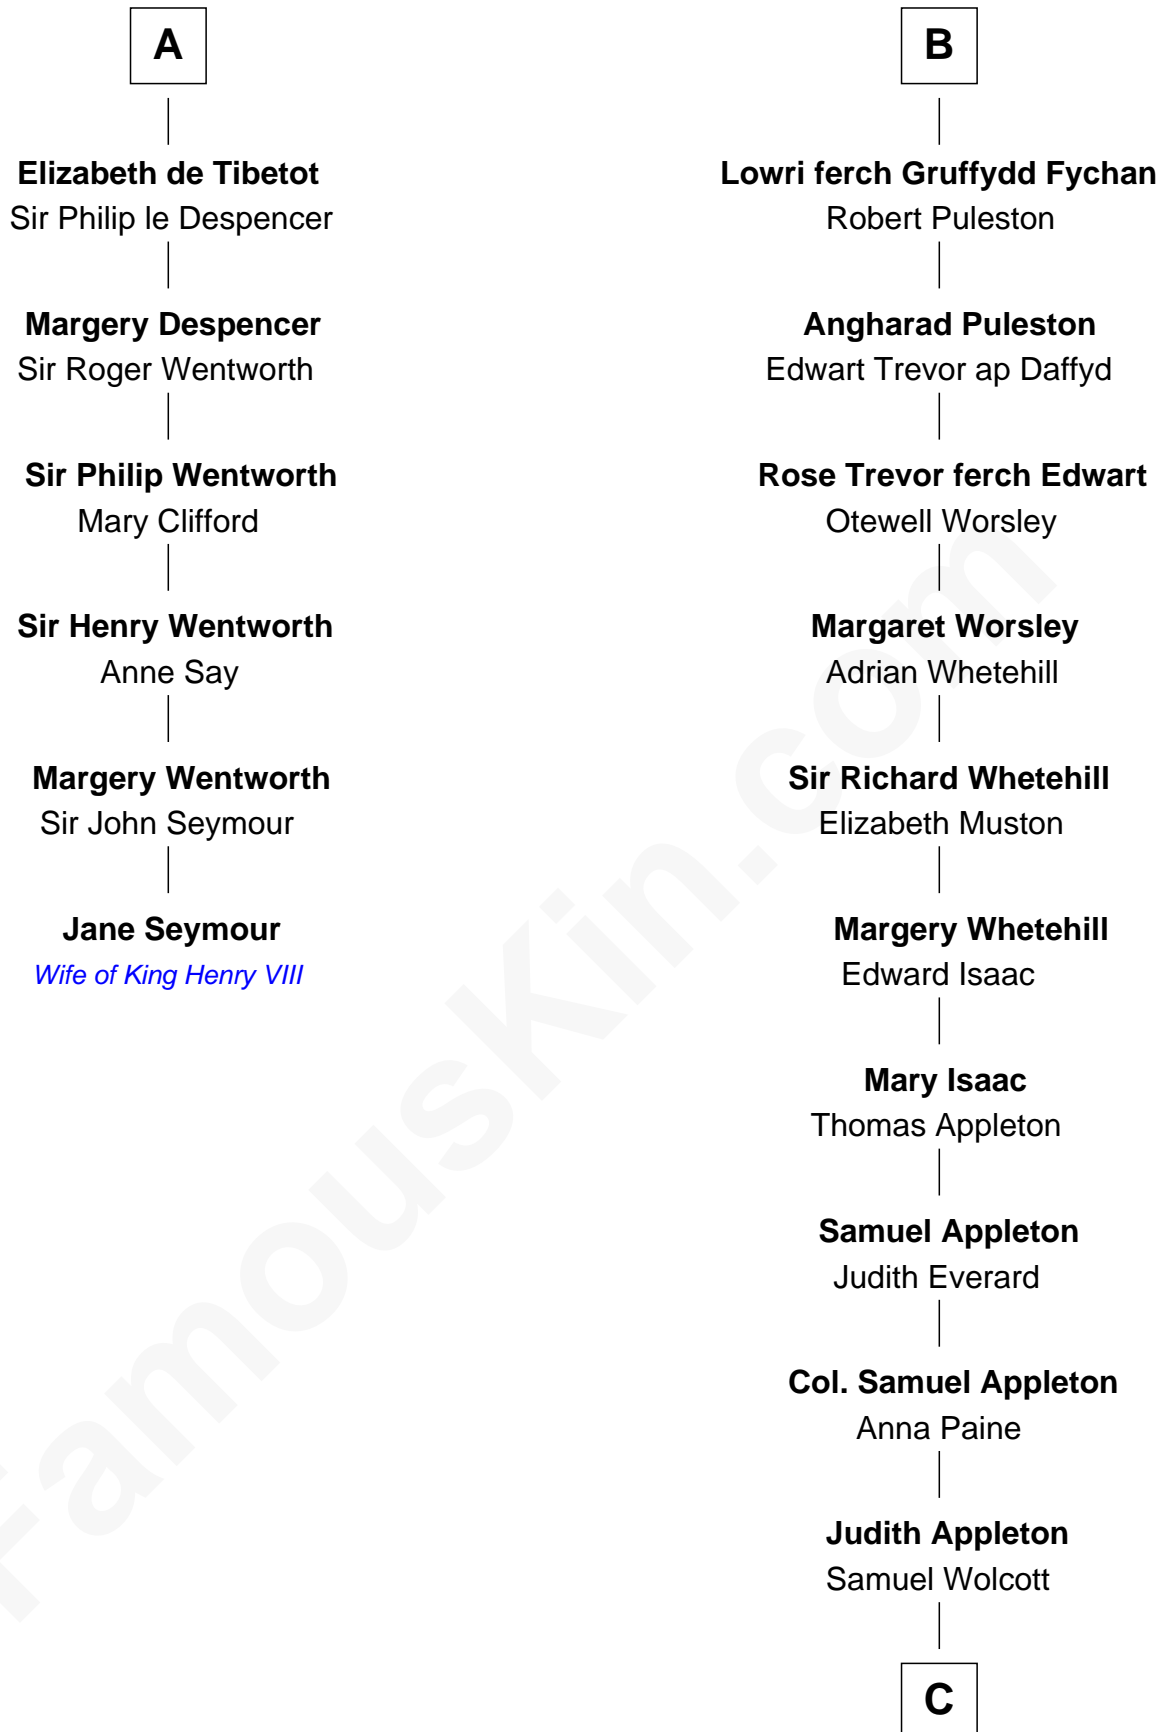 A
Elizabeth de Tibetot
Sir Philip le Despencer
Margery Despencer
Sir Roger Wentworth
Sir Philip Wentworth
Mary Clifford
Sir Henry Wentworth
Anne Say
Margery Wentworth
Sir John Seymour
Jane Seymour
Wife of King Henry VIII
B
Lowri ferch Gruffydd Fychan
Robert Puleston
Angharad Puleston
Edwart Trevor ap Daffyd
Rose Trevor ferch Edwart
Otewell Worsley
Margaret Worsley
Adrian Whetehill
Sir Richard Whetehill
Elizabeth Muston
Margery Whetehill
Edward Isaac
Mary Isaac
Thomas Appleton
Samuel Appleton
Judith Everard
Col. Samuel Appleton
Anna Paine
Judith Appleton
Samuel Wolcott
C
FamousKin.com